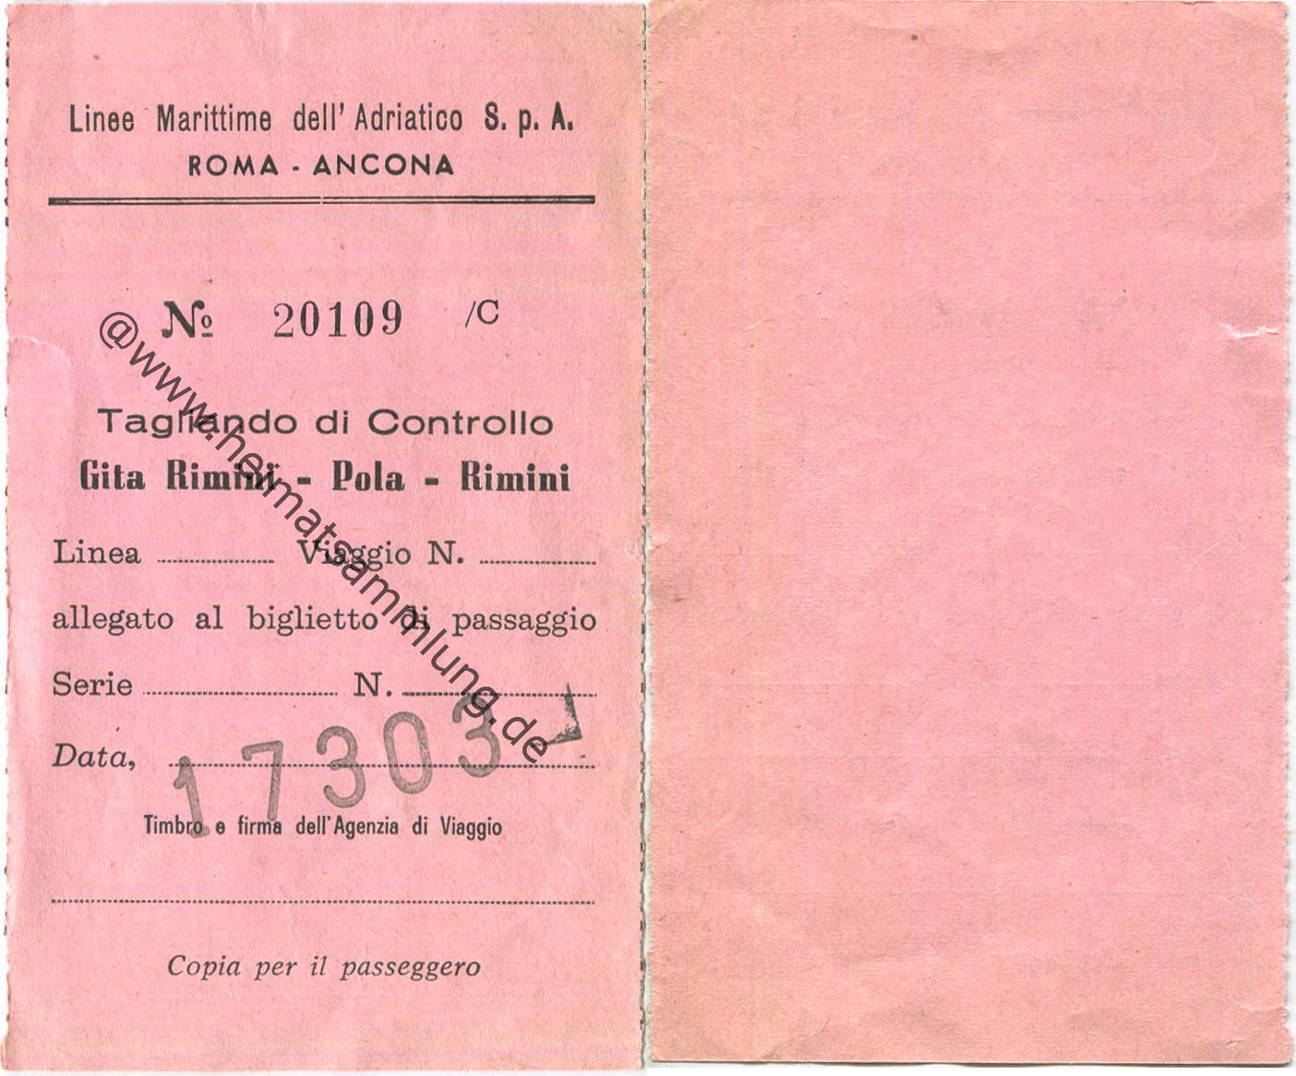 Linee Marittime dell' Adriatico S. p. A.
ROMA - ANCONA
Nº 20109 /C
Tagliando di Controllo
Gita Rimini - Pola - Rimini
Linea ........ Viaggio N. ........
allegato al biglietto di passaggio
Serie ........ N. ........
Data, ........
17303
Timbro e firma dell'Agenzia di Viaggio
Copia per il passeggero
@www.heimatsammlung.de